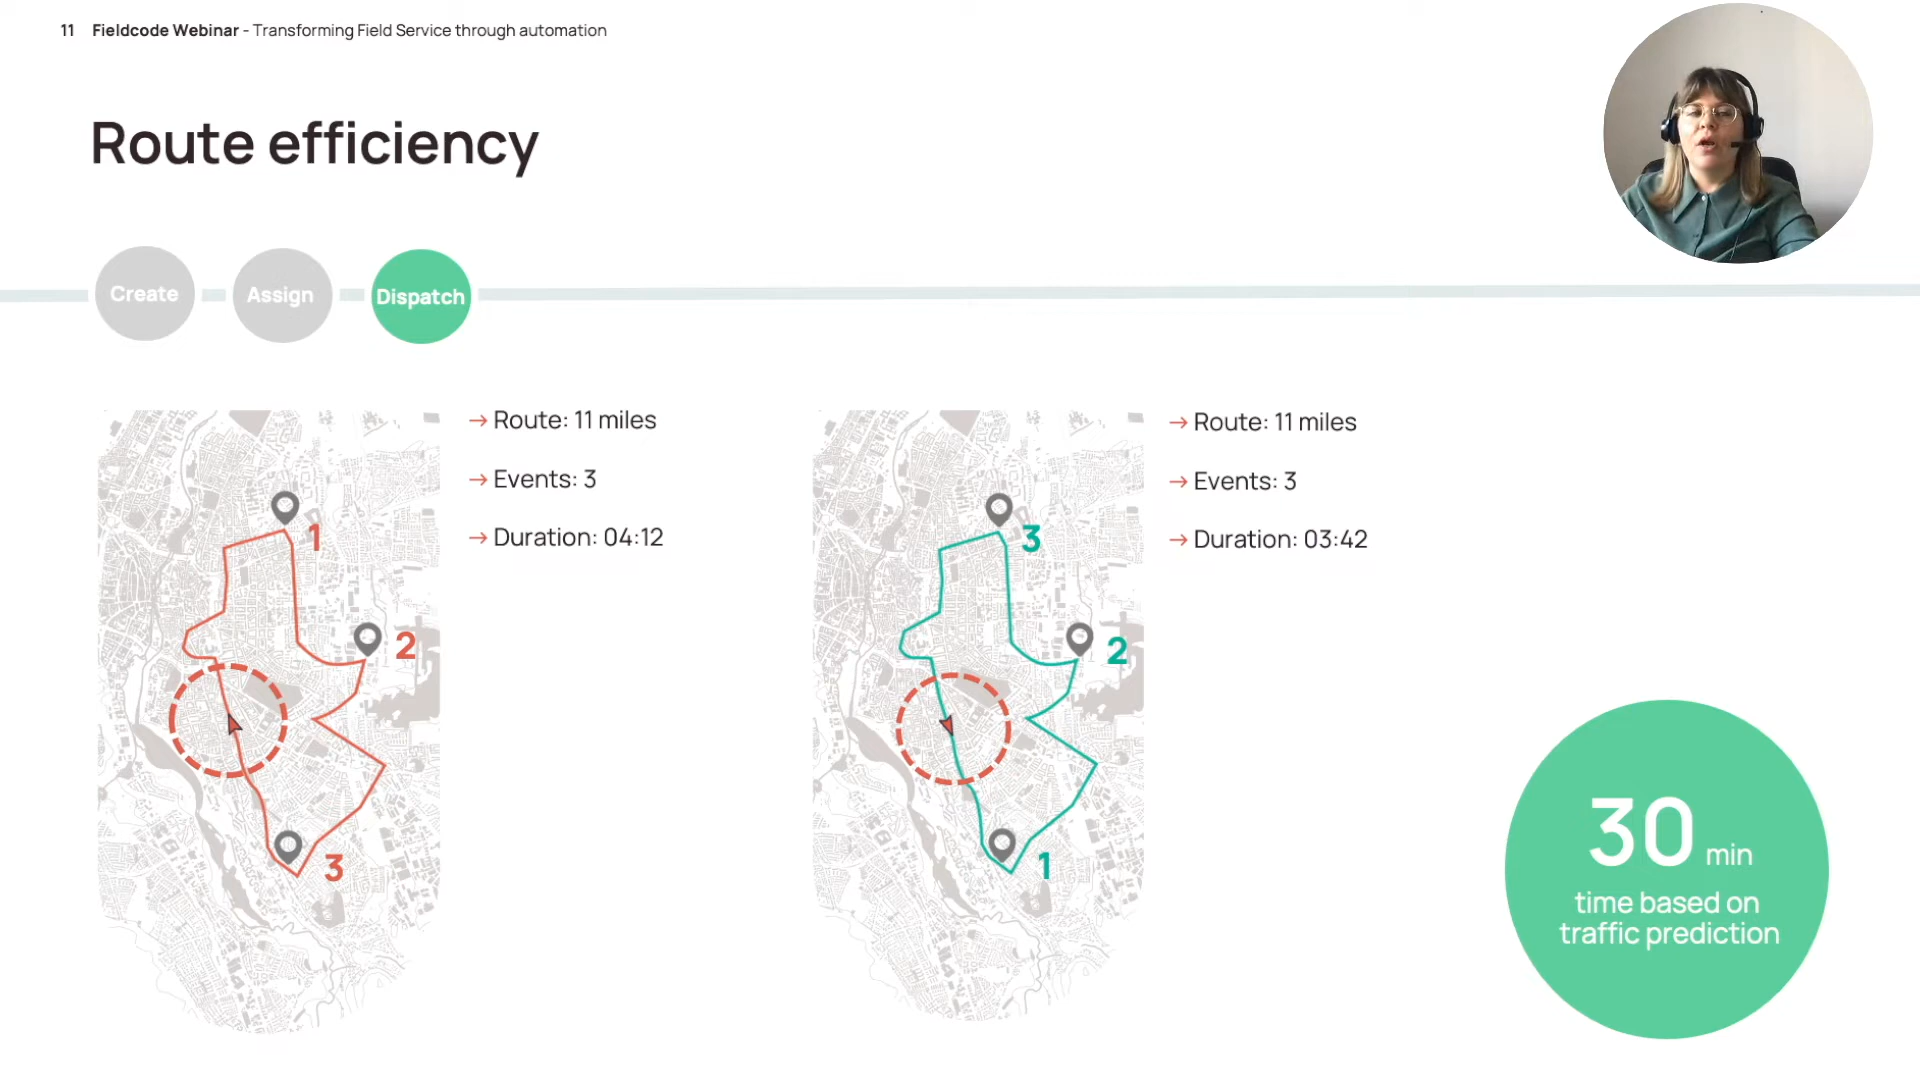 11 Fieldcode Webinar - Transforming Field Service through automation
Route efficiency
Create
Assign
Dispatch
→ Route: 11 miles
→ Events: 3
→ Duration: 04:12
1
2
3
→ Route: 11 miles
→ Events: 3
→ Duration: 03:42
3
2
1
30 min
time based on
traffic prediction